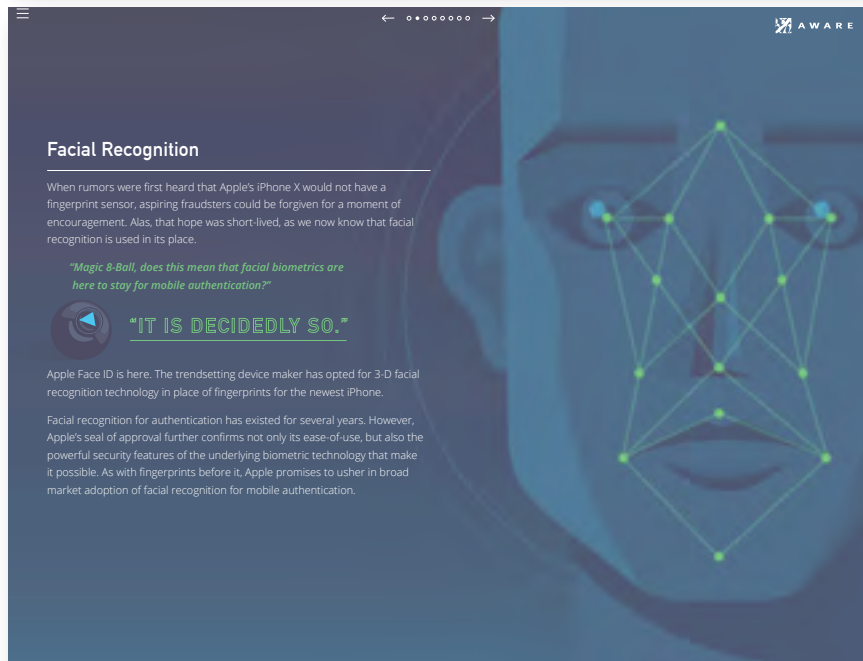 AWARE
Facial Recognition
When rumors were first heard that Apple's iPhone X would not have a
fingerprint sensor, aspiring fraudsters could be forgiven for a moment of
encouragement. Alas, that hope was short-lived, as we now know that facial
recognition is used in its place.
"Magic 8-Ball, does this mean that facial biometrics are
here to stay for mobile authentication?"
"IT IS DECIDEDLY SO."
Apple Face ID is here. The trendsetting device maker has opted for 3-D facial
recognition technology in place of fingerprints for the newest iPhone.
Facial recognition for authentication has existed for several years. However,
Apple's seal of approval further confirms not only its ease-of-use, but also the
powerful security features of the underlying biometric technology that make
it possible. As with fingerprints before it, Apple promises to usher in broad
market adoption of facial recognition for mobile authentication.